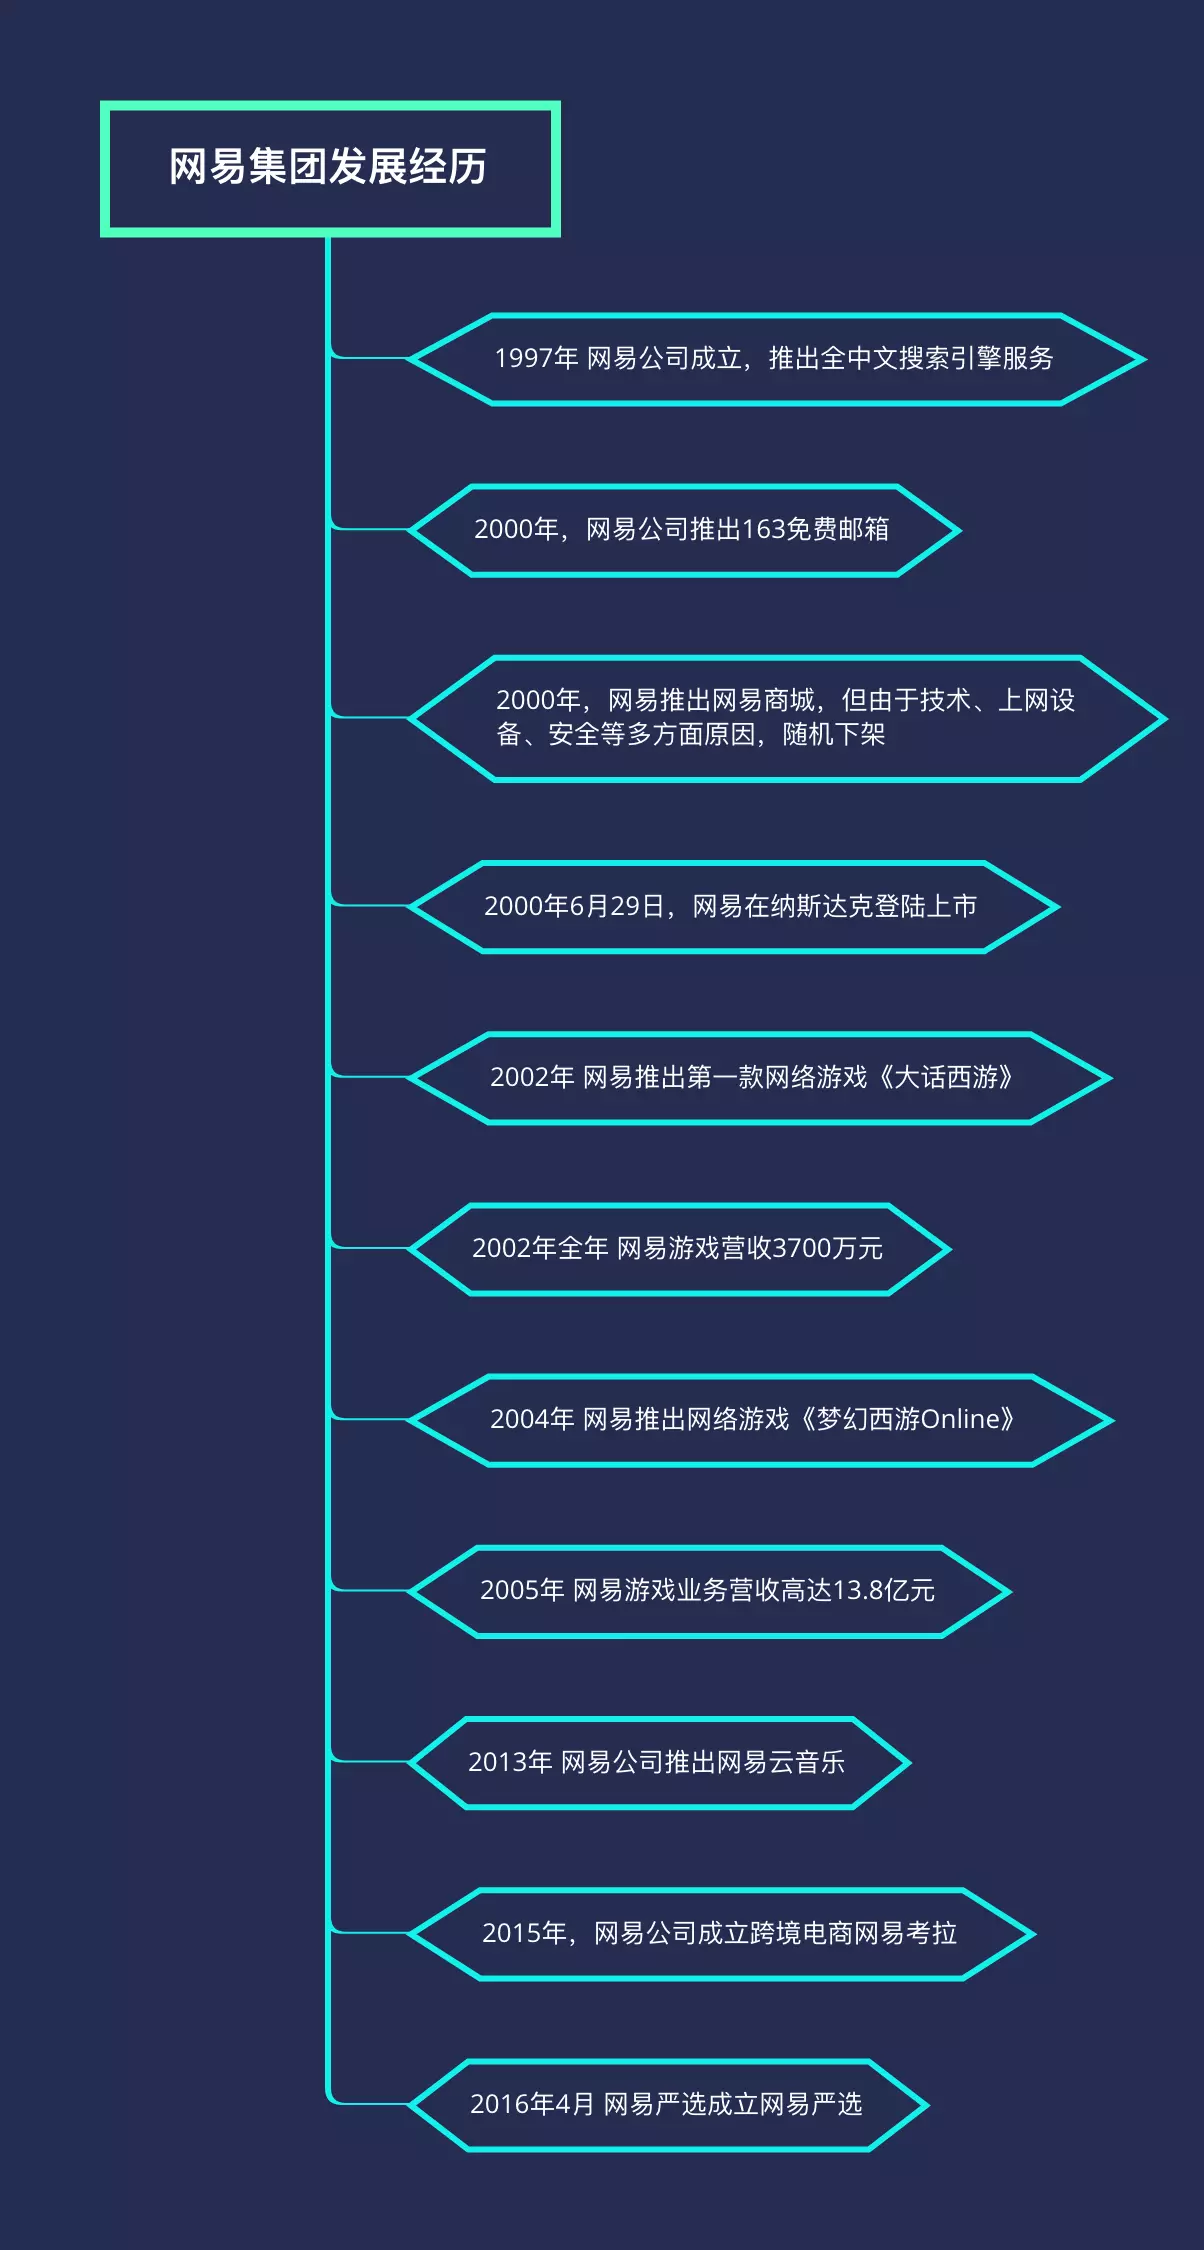 网易集团发展经历
1997年 网易公司成立，推出全中文搜索引擎服务
2000年，网易公司推出163免费邮箱
2000年，网易推出网易商城，但由于技术、上网设
备、安全等多方面原因，随机下架
2000年6月29日，网易在纳斯达克登陆上市
2002年 网易推出第一款网络游戏《大话西游》
2002年全年 网易游戏营收3700万元
2004年 网易推出网络游戏《梦幻西游Online》
2005年 网易游戏业务营收高达13.8亿元
2013年 网易公司推出网易云音乐
2015年，网易公司成立跨境电商网易考拉
2016年4月 网易严选成立网易严选